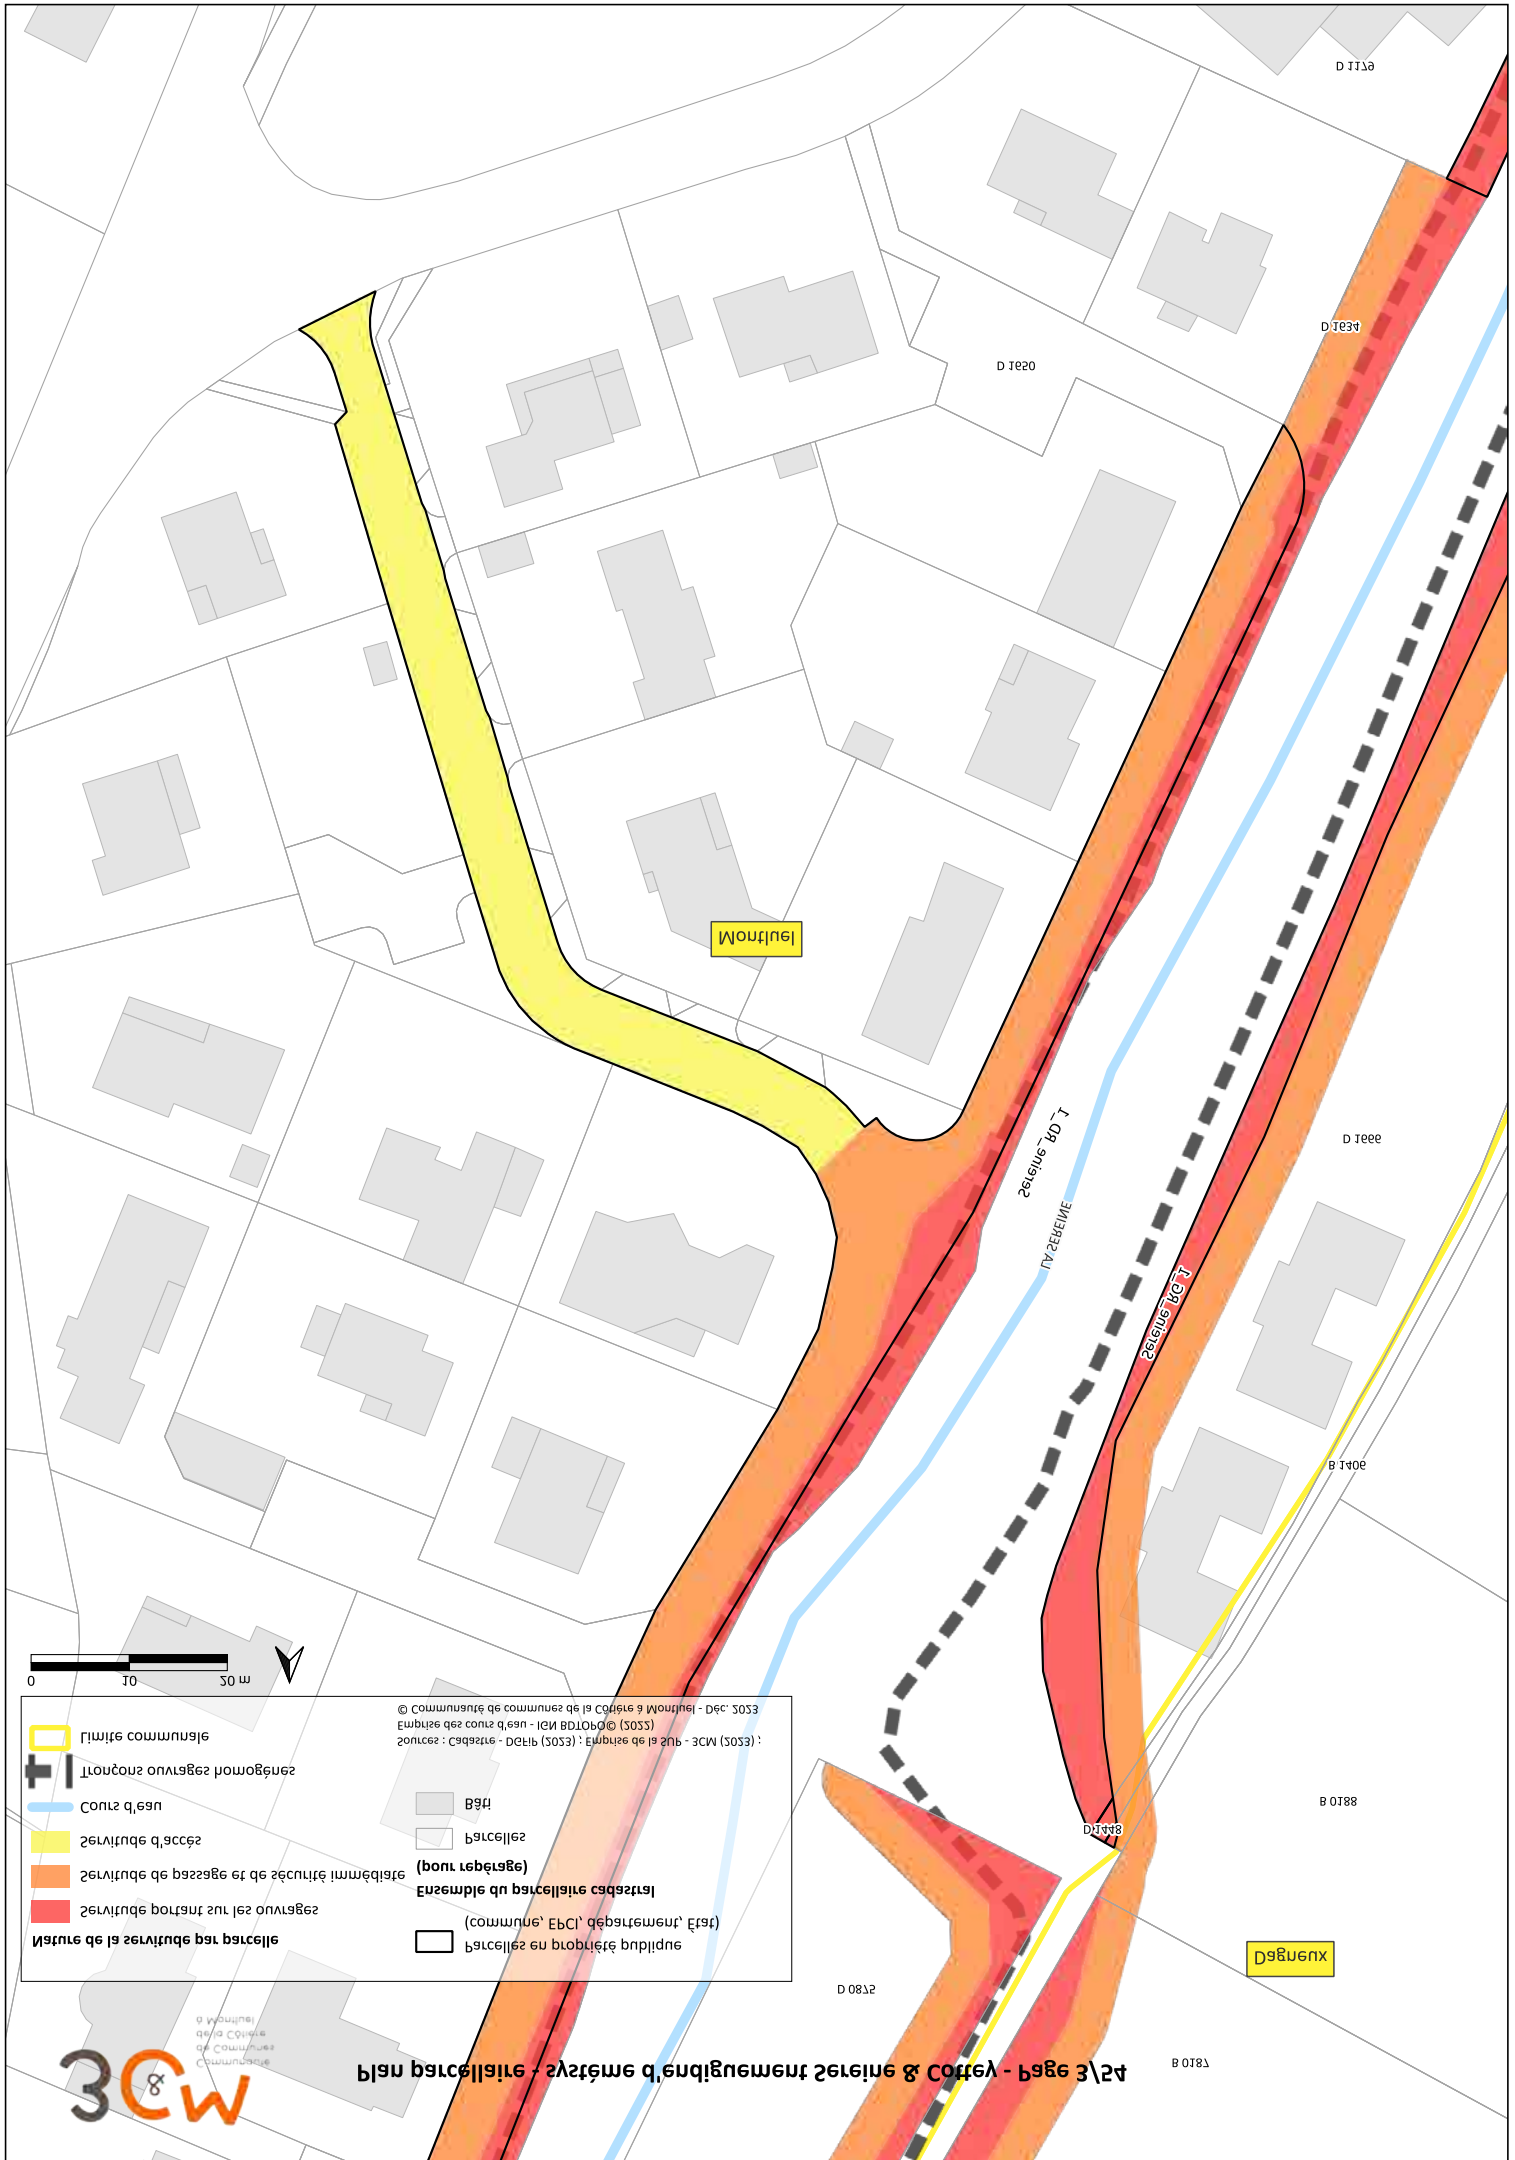 3CM
&
Communauté
de Communes
de la Côtière
à Montluel
Plan parcellaire - système d'endiguement Sereine & Cottey - Page 3/54
B 0187
D 0875
Dagneux
Nature de la servitude par parcelle
Servitude portant sur les ouvrages
Servitude de passage et de sécurité immédiate
Servitude d'accès
Cours d'eau
Tronçons ouvrages homogènes
Limite communale
Parcelles en propriété publique
(commune, EPCI, département, État)
Ensemble du parcellaire cadastral
(pour repérage)
Parcelles
Bâti
Sources : Cadastre - DGFiP (2023) ; Emprise de la SUP - 3CM (2023) ;
Emprise des cours d'eau - IGN BDTOPO© (2022)
© Communauté de communes de la Côtière à Montluel - Déc. 2023
0 10 20 m
D 1448
B 0188
B 1406
Sereine_RG_1
LA SEREINE
Sereine_RD_1
D 1666
Montluel
D 1650
D 1634
D 1179